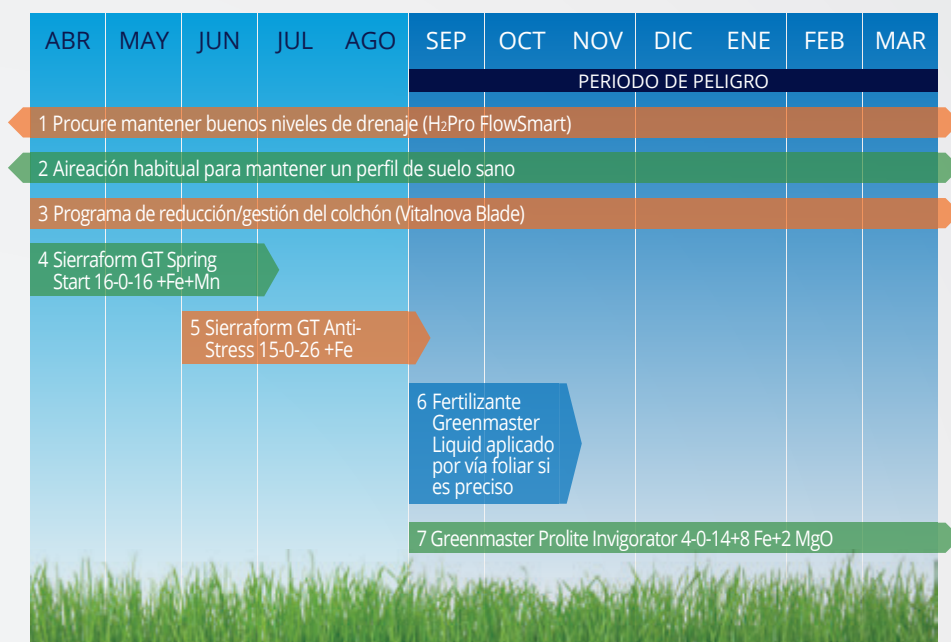 ABR MAY JUN JUL AGO SEP OCT NOV DIC ENE FEB MAR
PERIODO DE PELIGRO
1 Procure mantener buenos niveles de drenaje (H₂Pro FlowSmart)
2 Aireación habitual para mantener un perfil de suelo sano
3 Programa de reducción/gestión del colchón (Vitalnova Blade)
4 Sierraform GT Spring
Start 16-0-16 +Fe+Mn
5 Sierraform GT Anti-
Stress 15-0-26 +Fe
6 Fertilizante
Greenmaster
Liquid aplicado
por vía foliar si
es preciso
7 Greenmaster Prolite Invigorator 4-0-14+8 Fe+2 MgO